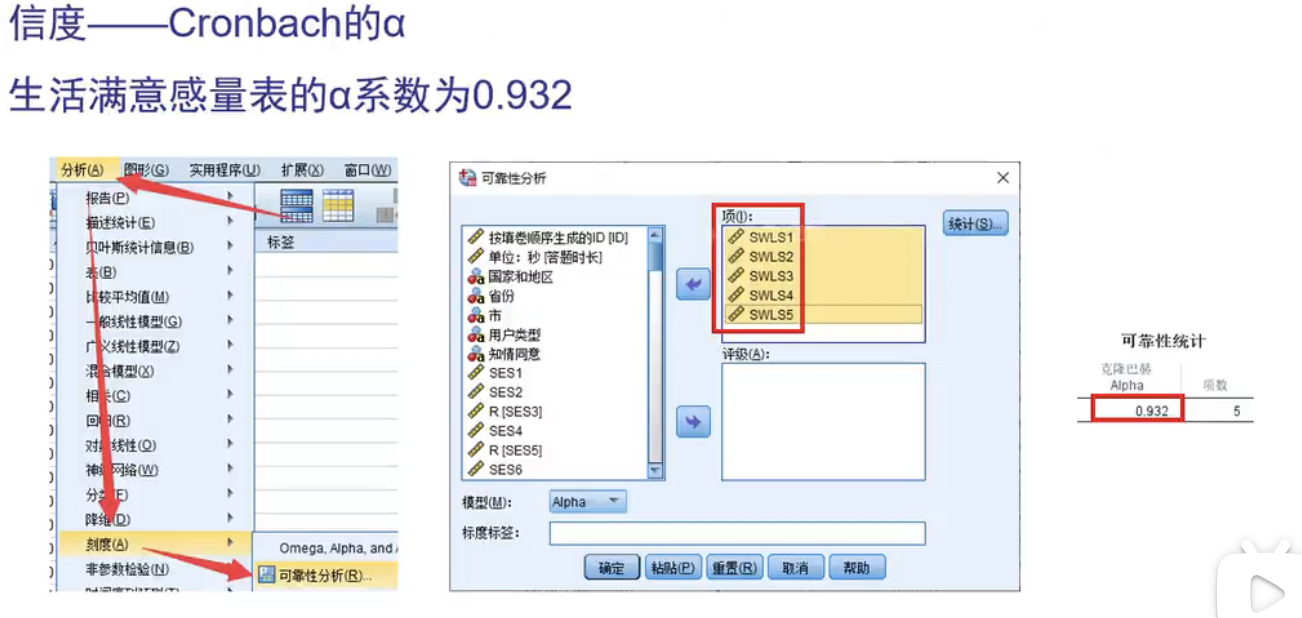 信度——Cronbach的α
生活满意感量表的α系数为0.932
分析(A) 图形(G) 实用程序(U) 扩展(X) 窗口(W)
报告(P)
描述统计(E)
贝叶斯统计信息(B)
表(B)
比较平均值(M)
一般线性模型(G)
广义线性模型(Z)
混合模型(X)
相关(C)
回归(R)
对数线性(O)
神经网络(W)
分类(F)
降维(D)
刻度(A)
非参数检验(N)
标签
Omega, Alpha, and
可靠性分析(R)...
可靠性分析
按填卷顺序生成的ID [ID]
单位：秒 [答题时长]
国家和地区
省份
市
用户类型
知情同意
SES1
SES2
R [SES3]
SES4
R [SES5]
SES6
项(I):
SWLS1
SWLS2
SWLS3
SWLS4
SWLS5
统计(S)...
评级(A):
模型(M): Alpha
标度标签:
确定 粘贴(P) 重置(R) 取消 帮助
可靠性统计
克隆巴赫
Alpha 项数
0.932 5